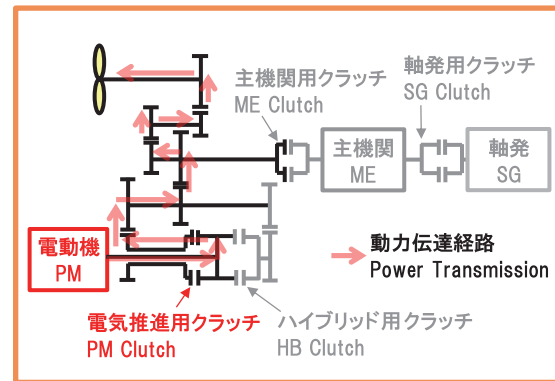 主機関用クラッチ
ME Clutch
軸発用クラッチ
SG Clutch
主機関
ME
軸発
SG
電動機
PM
動力伝達経路
Power Transmission
電気推進用クラッチ
PM Clutch
ハイブリッド用クラッチ
HB Clutch